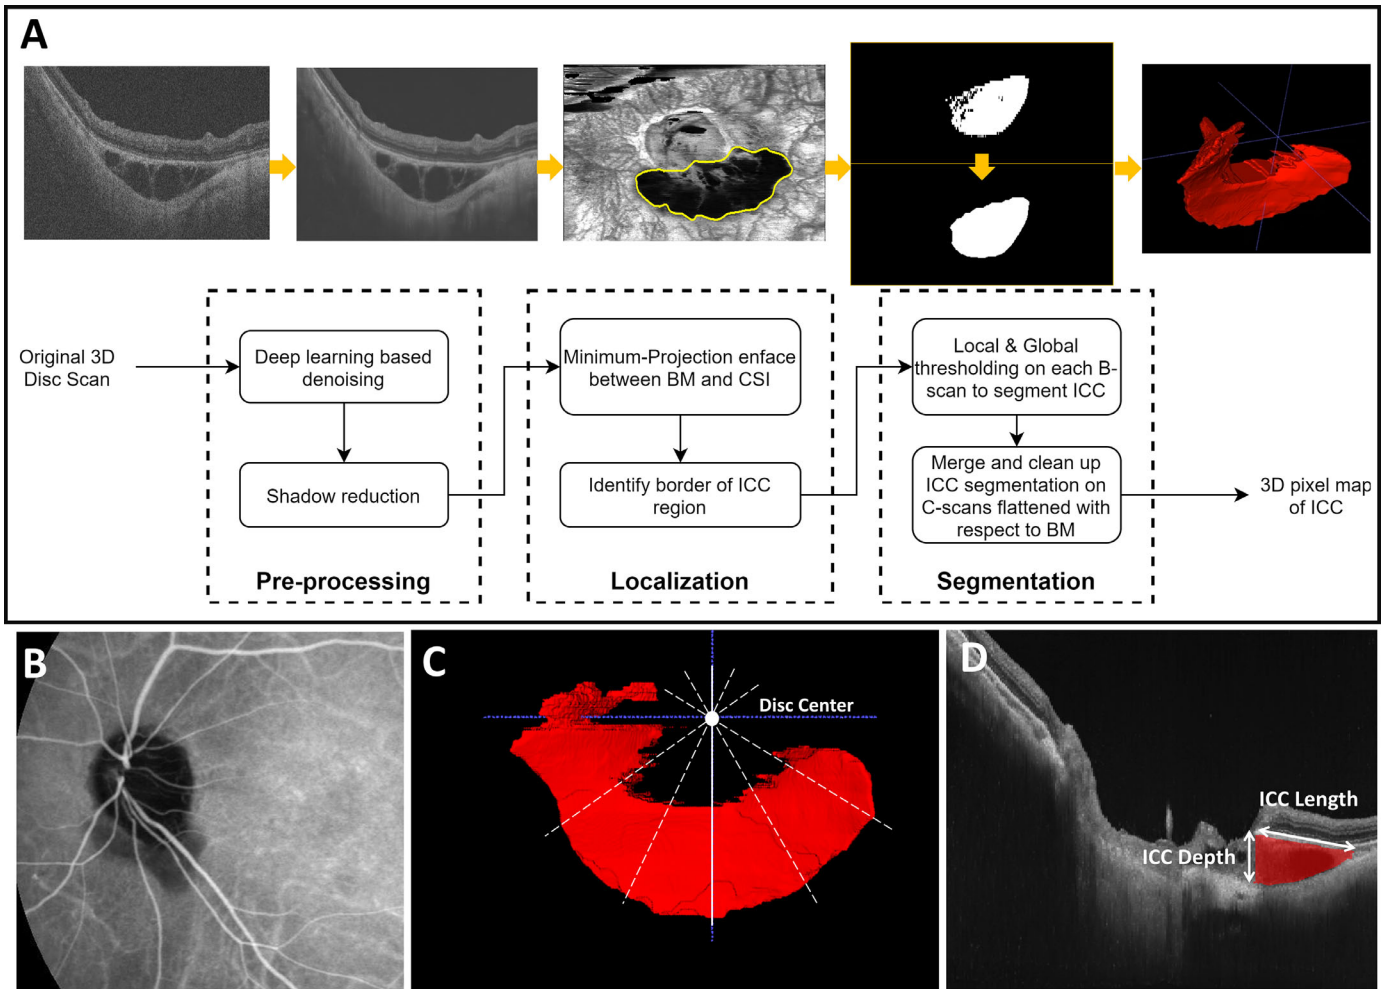 A
Original 3D
Disc Scan
Deep learning based
denoising
Shadow reduction
Pre-processing
Minimum-Projection enface
between BM and CSI
Identify border of ICC
region
Localization
Local & Global
thresholding on each B-
scan to segment ICC
Merge and clean up
ICC segmentation on
C-scans flattened with
respect to BM
Segmentation
3D pixel map
of ICC
B
C
Disc Center
D
ICC Length
ICC Depth